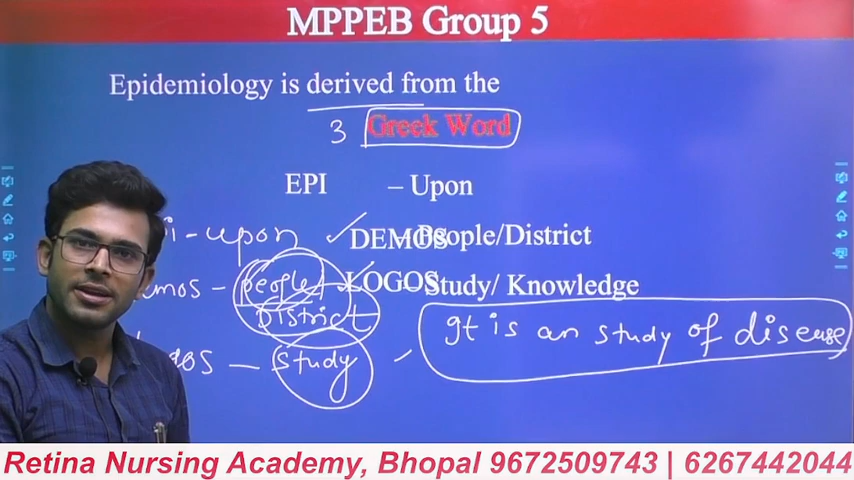 MPPEB Group 5
Epidemiology is derived from the
3 Greek Word
EPI – Upon
i - upon DEMOS People/District
emos - people LOGOS Study/ Knowledge
District
gos - study - It is an study of disease
Retina Nursing Academy, Bhopal 9672509743 | 6267442044